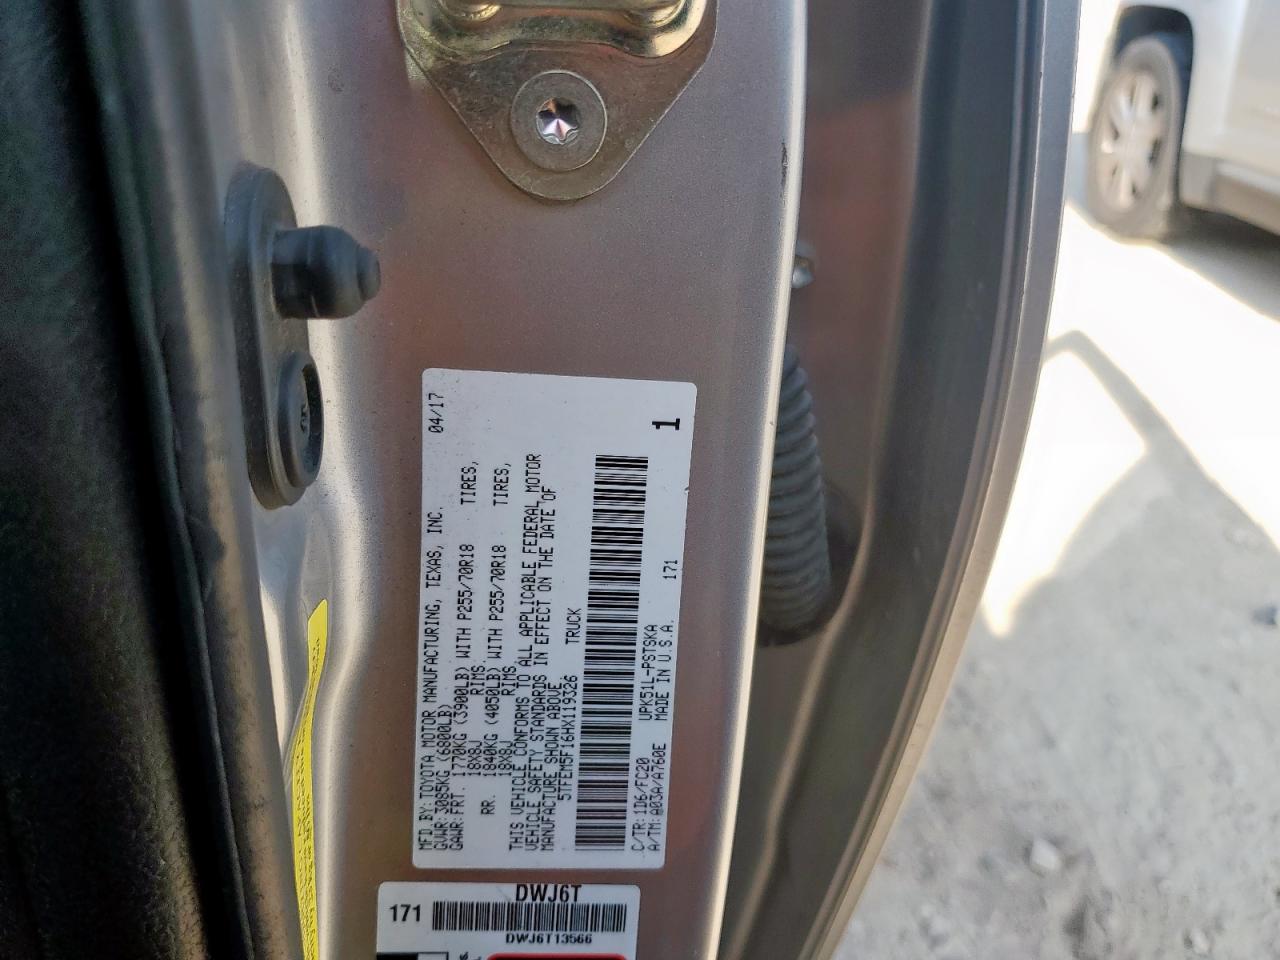 MFD.BY:TOYOTA MOTOR MANUFACTURING, TEXAS, INC. 04/17
GVWR:3085KG (6800LB)
GAWR:FRT. 1770KG (3900LB) WITH P255/70R18 TIRES,
18X8J RIMS,
RR. 1840KG (4050LB) WITH P255/70R18 TIRES,
18X8J RIMS,
THIS VEHICLE CONFORMS TO ALL APPLICABLE FEDERAL MOTOR
VEHICLE SAFETY STANDARDS IN EFFECT ON THE DATE OF
MANUFACTURE SHOWN ABOVE
5TFEM5F16HX119326 TRUCK
C/TR:1D6/FC20 UPK51L-PSTSKA 171
A/TM:A03A/A760E MADE IN U.S.A.
1
DWJ6T
171
DWJ6T13566